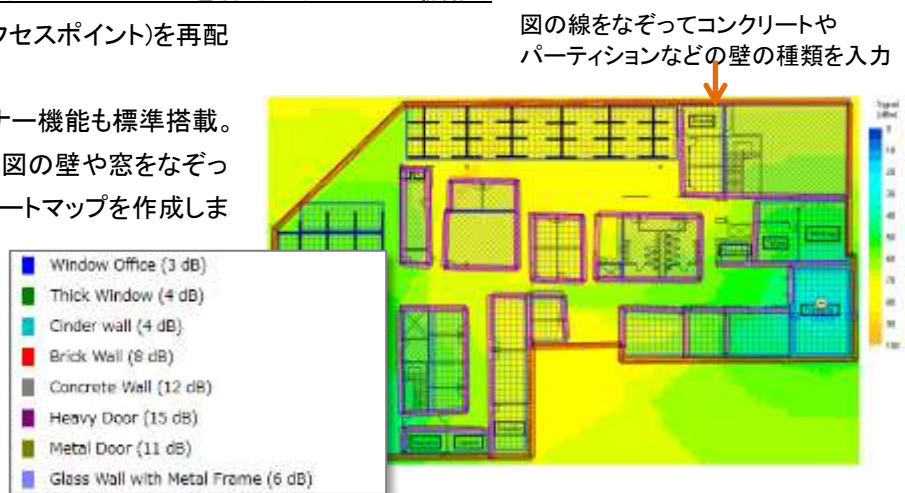 クセスポイント)を再配
図の線をなぞってコンクリートや
パーティションなどの壁の種類を入力
ナー機能も標準搭載。
図の壁や窓をなぞっ
ートマップを作成しま
Window Office (3 dB)
Thick Window (4 dB)
Cinder wall (4 dB)
Brick Wall (8 dB)
Concrete Wall (12 dB)
Heavy Door (15 dB)
Metal Door (11 dB)
Glass Wall with Metal Frame (6 dB)